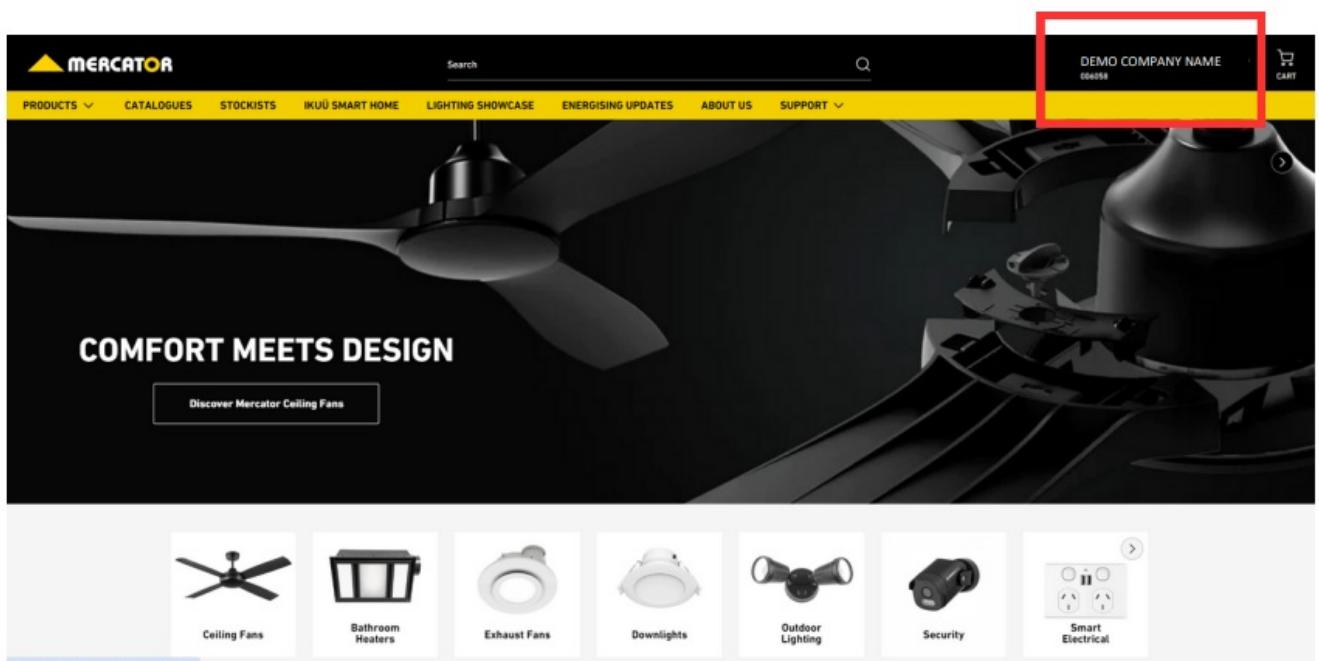 MERCATOR
Search
DEMO COMPANY NAME
006058
CART
PRODUCTS CATALOGUES STOCKISTS IKUÜ SMART HOME LIGHTING SHOWCASE ENERGISING UPDATES ABOUT US SUPPORT
COMFORT MEETS DESIGN
Discover Mercator Ceiling Fans
Ceiling Fans
Bathroom
Heaters
Exhaust Fans
Downlights
Outdoor
Lighting
Security
Smart
Electrical